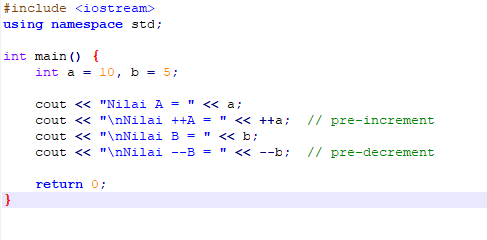 #include <iostream>
using namespace std;
int main() {
int a = 10, b = 5;
cout << "Nilai A = " << a;
cout << "\nNilai ++A = " << ++a;  // pre-increment
cout << "\nNilai B = " << b;
cout << "\nNilai --B = " << --b;  // pre-decrement
return 0;
}